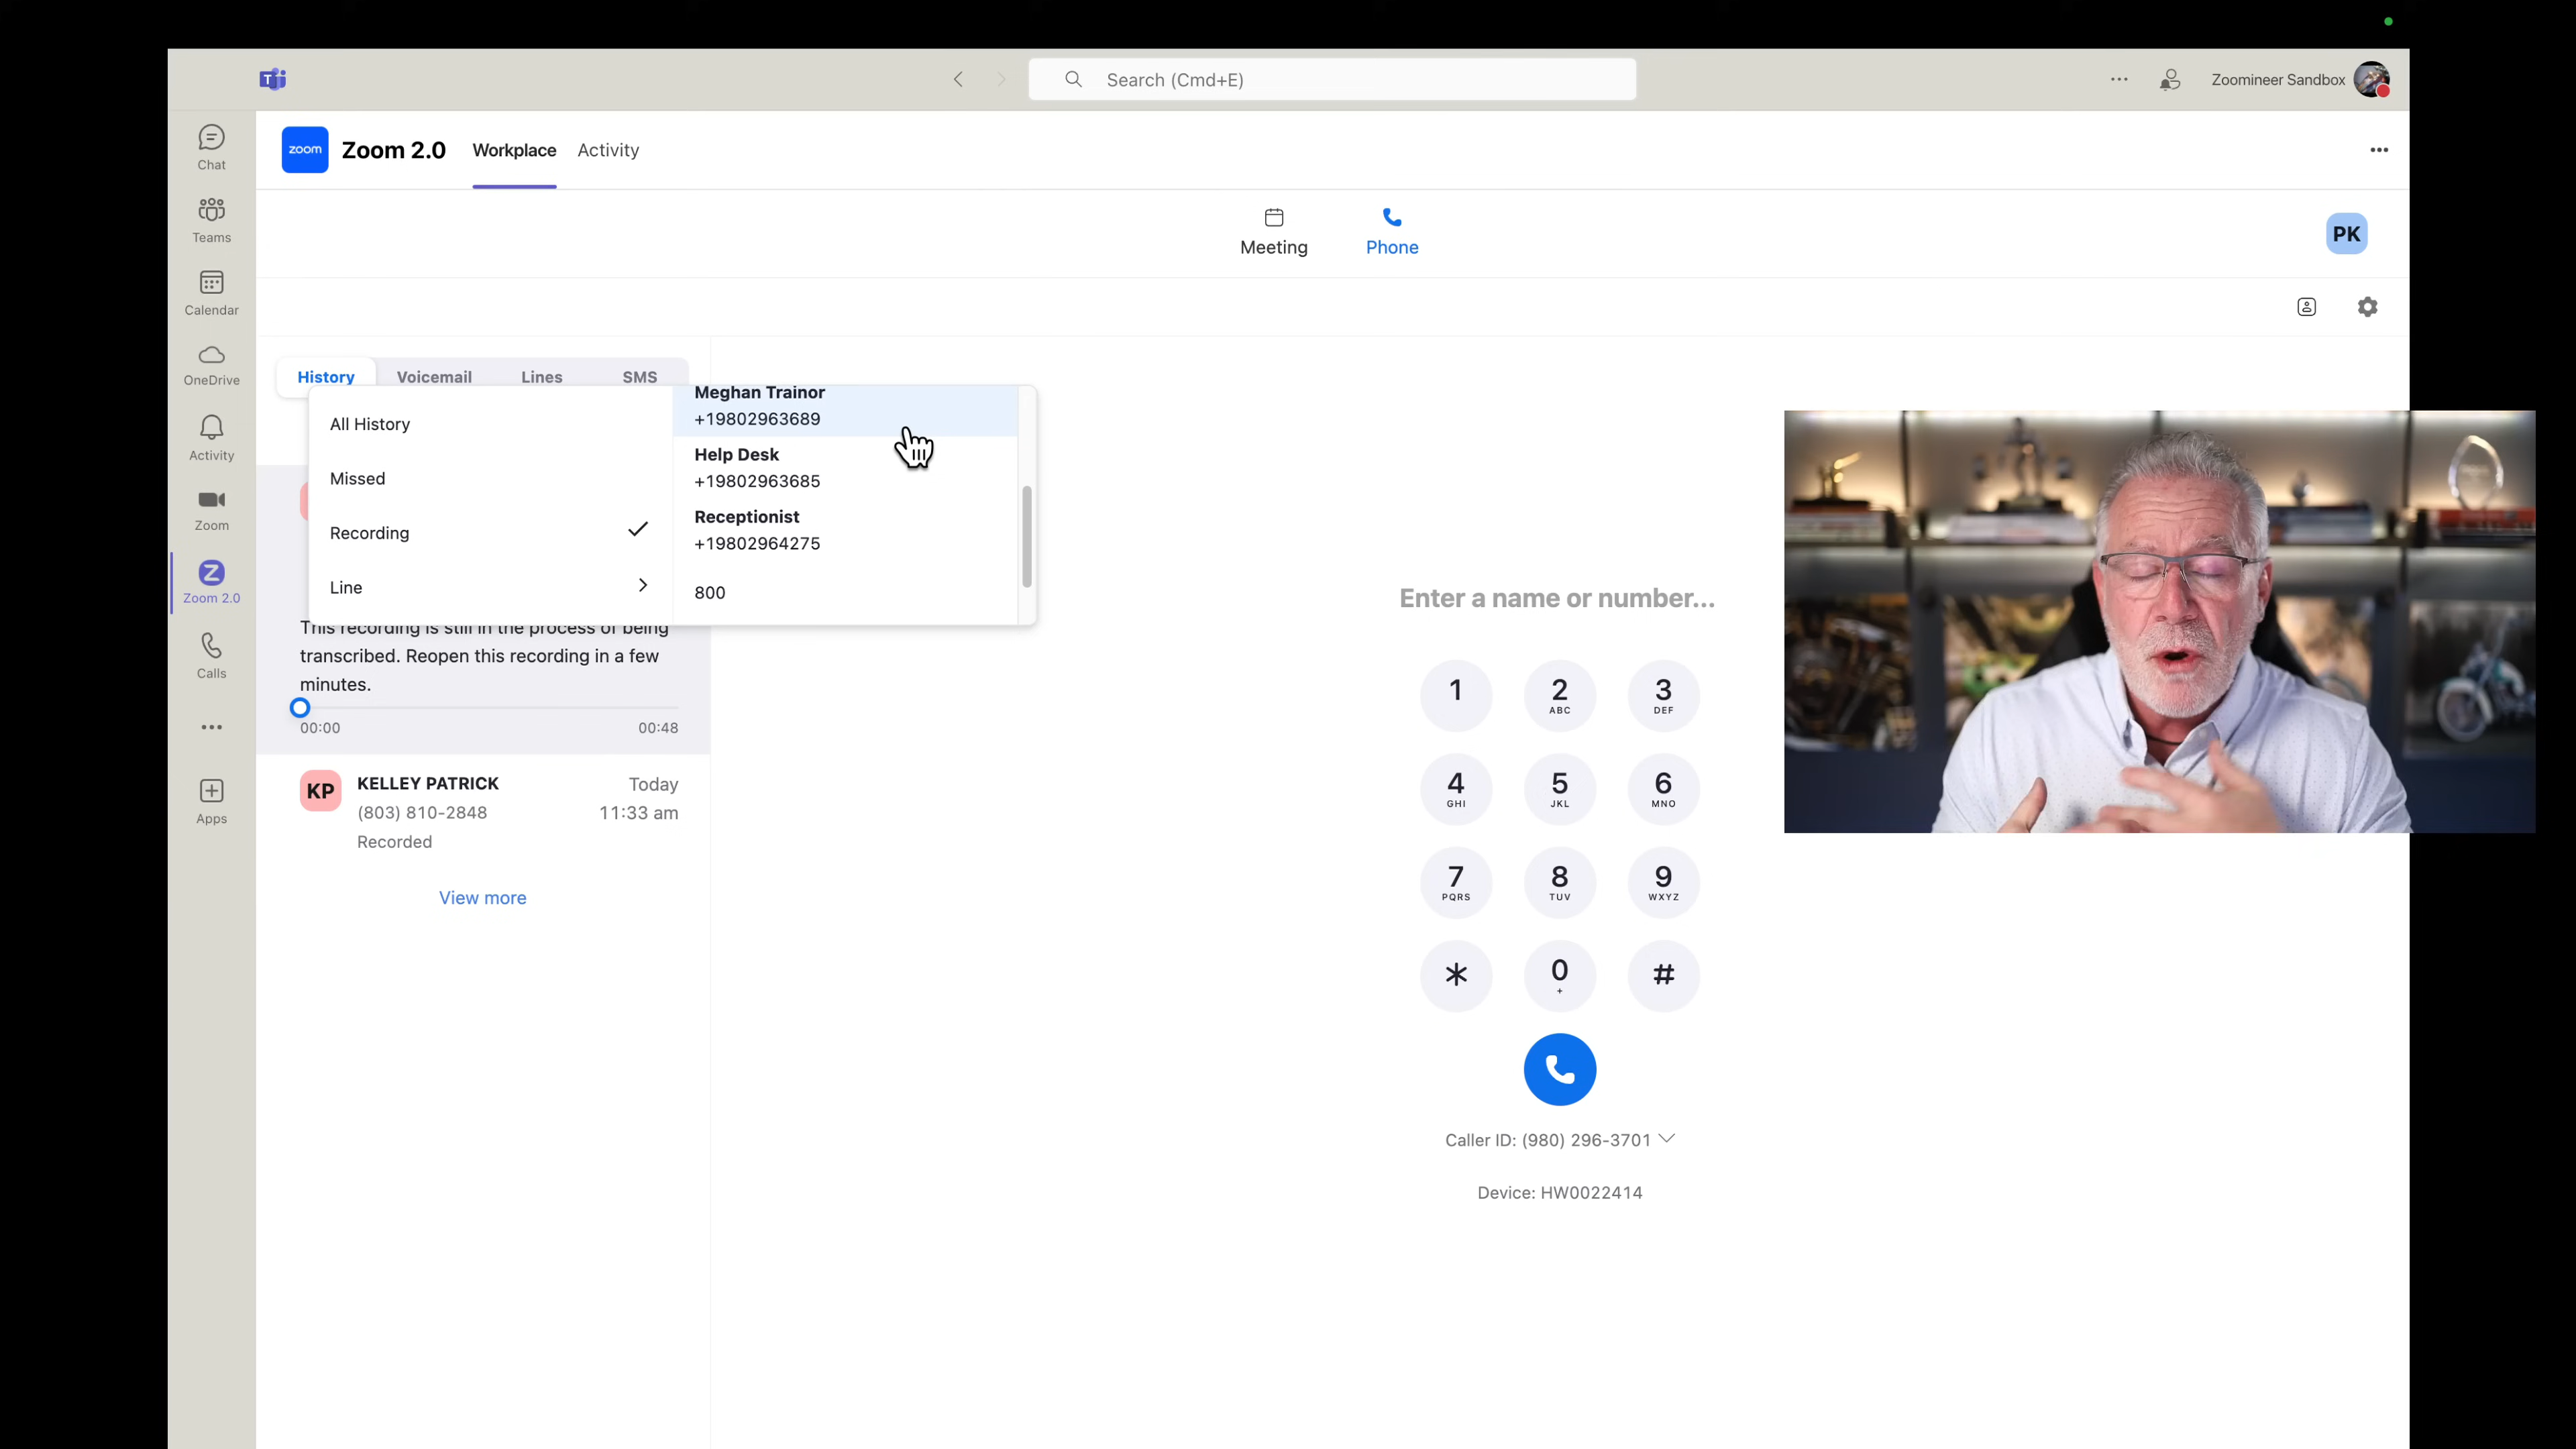 Search (Cmd+E)
Zoomineer Sandbox
Chat
Teams
Calendar
OneDrive
Activity
Zoom
Zoom 2.0
Calls
Apps
zoom
Zoom 2.0
Workplace
Activity
Meeting
Phone
PK
History
Voicemail
Lines
SMS
All History
Missed
Recording
Line
Meghan Trainor
+19802963689
Help Desk
+19802963685
Receptionist
+19802964275
800
This recording is still in the process of being
transcribed. Reopen this recording in a few
minutes.
00:00
00:48
KP
KELLEY PATRICK
Today
(803) 810-2848
11:33 am
Recorded
View more
Enter a name or number...
1
2
ABC
3
DEF
4
GHI
5
JKL
6
MNO
7
PQRS
8
TUV
9
WXYZ
*
0
+
#
Caller ID: (980) 296-3701
Device: HW0022414